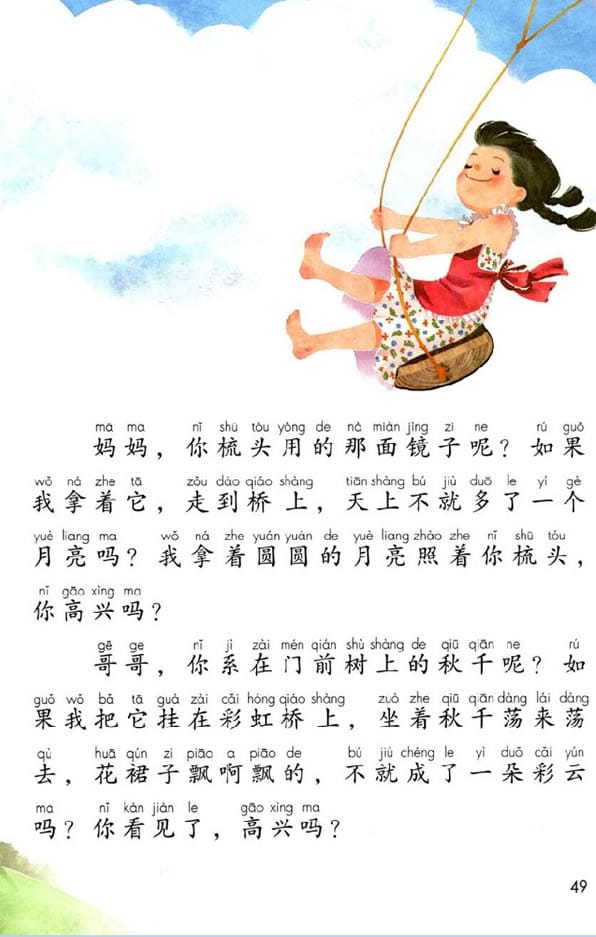 mā ma nǐ shū tóu yòng de nà miàn jìng zi ne rú guǒ
妈妈，你梳头用的那面镜子呢？如果
wǒ ná zhe tā zǒu dào qiáo shàng tiān shàng bú jiù duō le yí gè
我拿着它，走到桥上，天上不就多了一个
yuè liang ma wǒ ná zhe yuán yuán de yuè liang zhào zhe nǐ shū tóu
月亮吗？我拿着圆圆的月亮照着你梳头，
nǐ gāo xìng ma
你高兴吗？
gē ge nǐ jì zài mén qián shù shàng de qiū qiān ne rú
哥哥，你系在门前树上的秋千呢？如
guǒ wǒ bǎ tā guà zài cǎi hóng qiáo shàng zuò zhe qiū qiān dàng lái dàng
果我把它挂在彩虹桥上，坐着秋千荡来荡
qù huā qún zi piāo a piāo de bú jiù chéng le yì duǒ cǎi yún
去，花裙子飘啊飘的，不就成了一朵彩云
ma nǐ kàn jiàn le gāo xìng ma
吗？你看见了，高兴吗？
49